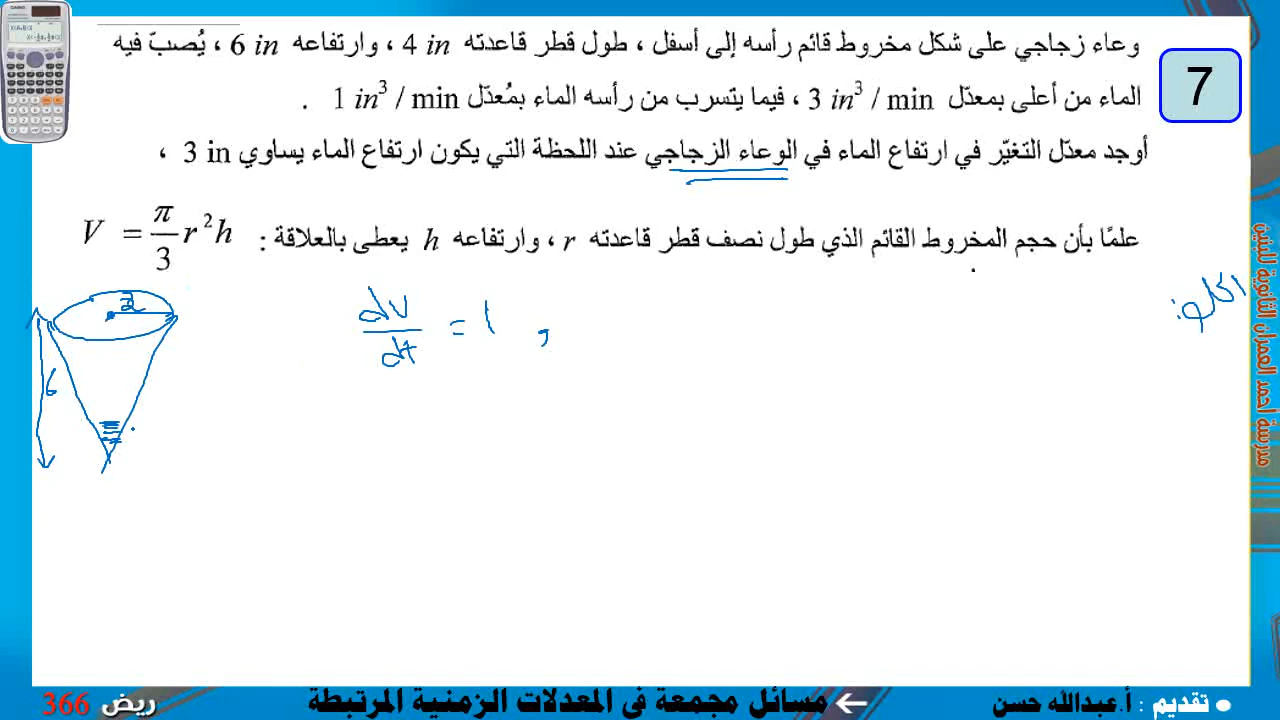 وعاء زجاجي على شكل مخروط قائم رأسه إلى أسفل ، طول قطر قاعدته 4 in ، وارتفاعه 6 in ، يُصبّ فيه
7
الماء من أعلى بمعدّل 3 in³ / min ، فيما يتسرب من رأسه الماء بمُعدّل 1 in³ / min .
أوجد معدّل التغيّر في ارتفاع الماء في الوعاء الزجاجي عند اللحظة التي يكون ارتفاع الماء يساوي 3 in ،
علمًا بأن حجم المخروط القائم الذي طول نصف قطر قاعدته r ، وارتفاعه h يعطى بالعلاقة : V = π/3 r² h
2
6
dV/dt = 1 ,
مدرسة احمد العمران الثانوية للبنين
تقديم : أ.عبدالله حسن
مسائل مجمعة في المعدلات الزمنية المرتبطة
ريض 366